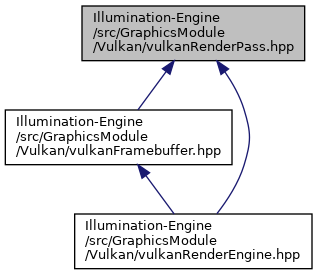 Illumination-Engine
/src/GraphicsModule
/Vulkan/vulkanRenderPass.hpp
Illumination-Engine
/src/GraphicsModule
/Vulkan/vulkanFramebuffer.hpp
Illumination-Engine
/src/GraphicsModule
/Vulkan/vulkanRenderEngine.hpp